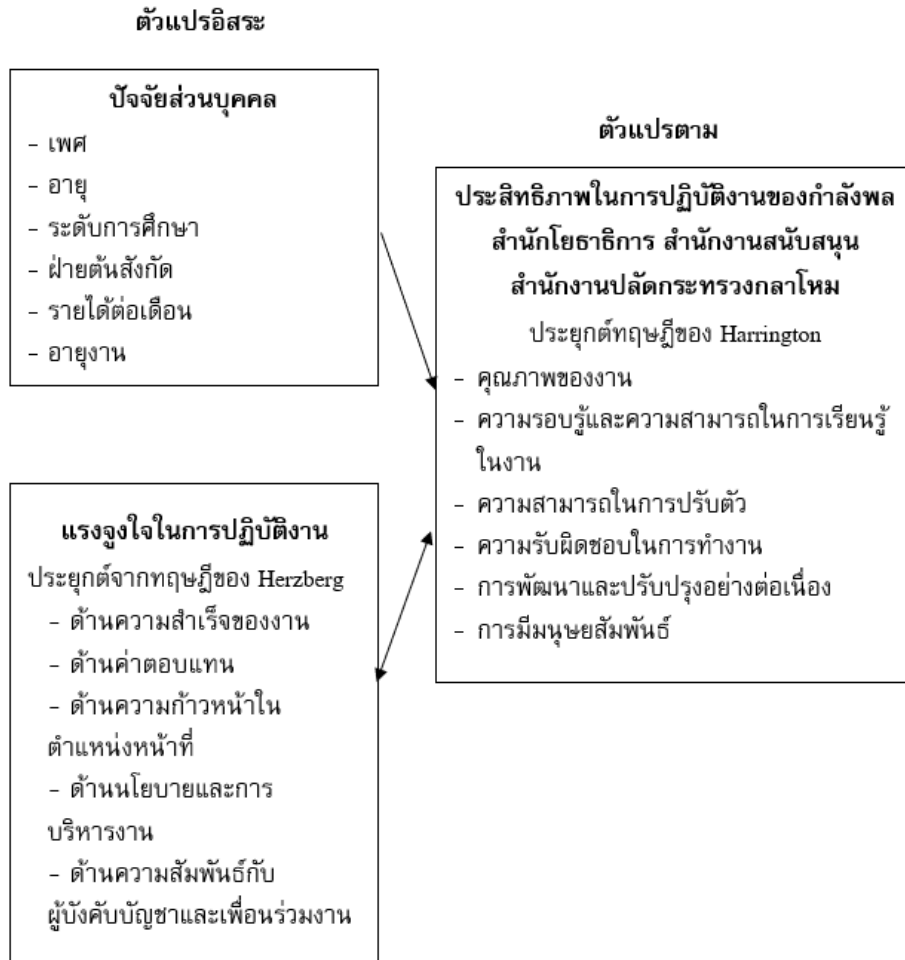 ตัวแปรอิสระ
ปัจจัยส่วนบุคคล
- เพศ
- อายุ
- ระดับการศึกษา
- ฝ่ายต้นสังกัด
- รายได้ต่อเดือน
- อายุงาน
แรงจูงใจในการปฏิบัติงาน
ประยุกต์จากทฤษฎีของ Herzberg
- ด้านความสำเร็จของงาน
- ด้านค่าตอบแทน
- ด้านความก้าวหน้าใน
ตำแหน่งหน้าที่
- ด้านนโยบายและการ
บริหารงาน
- ด้านความสัมพันธ์กับ
ผู้บังคับบัญชาและเพื่อนร่วมงาน
ตัวแปรตาม
ประสิทธิภาพในการปฏิบัติงานของกำลังพล
สำนักโยธาธิการ สำนักงานสนับสนุน
สำนักงานปลัดกระทรวงกลาโหม
ประยุกต์ทฤษฎีของ Harrington
- คุณภาพของงาน
- ความรอบรู้และความสามารถในการเรียนรู้
ในงาน
- ความสามารถในการปรับตัว
- ความรับผิดชอบในการทำงาน
- การพัฒนาและปรับปรุงอย่างต่อเนื่อง
- การมีมนุษยสัมพันธ์